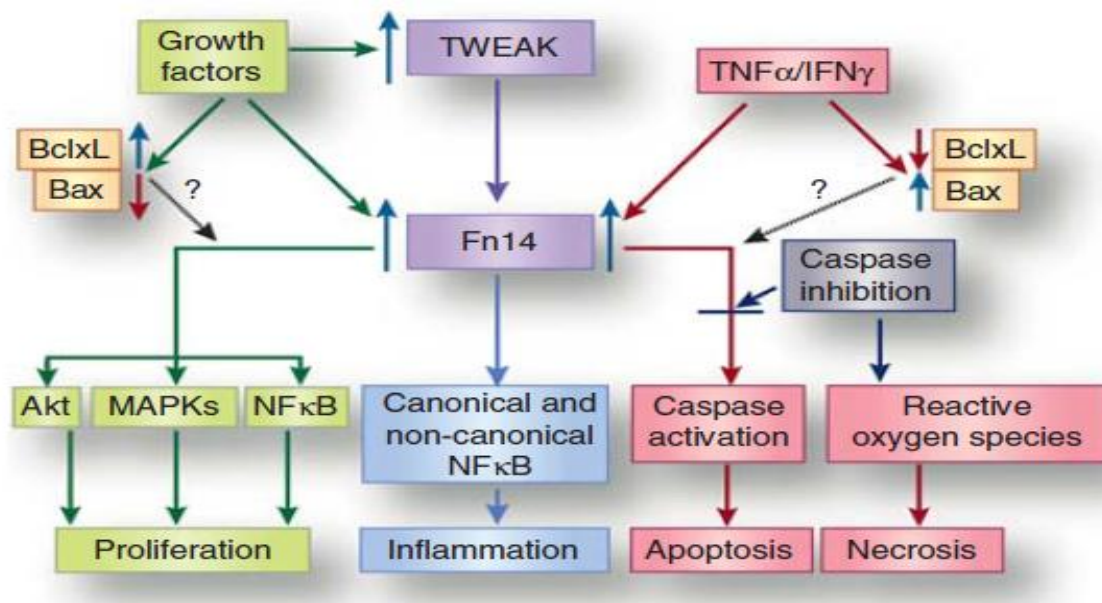 Growth
factors
TWEAK
TNFα/IFNγ
BclxL
Bax
?
?
BclxL
Bax
Fn14
Caspase
inhibition
Akt
MAPKs
NFκB
Canonical and
non-canonical
NFκB
Caspase
activation
Reactive
oxygen species
Proliferation
Inflammation
Apoptosis
Necrosis